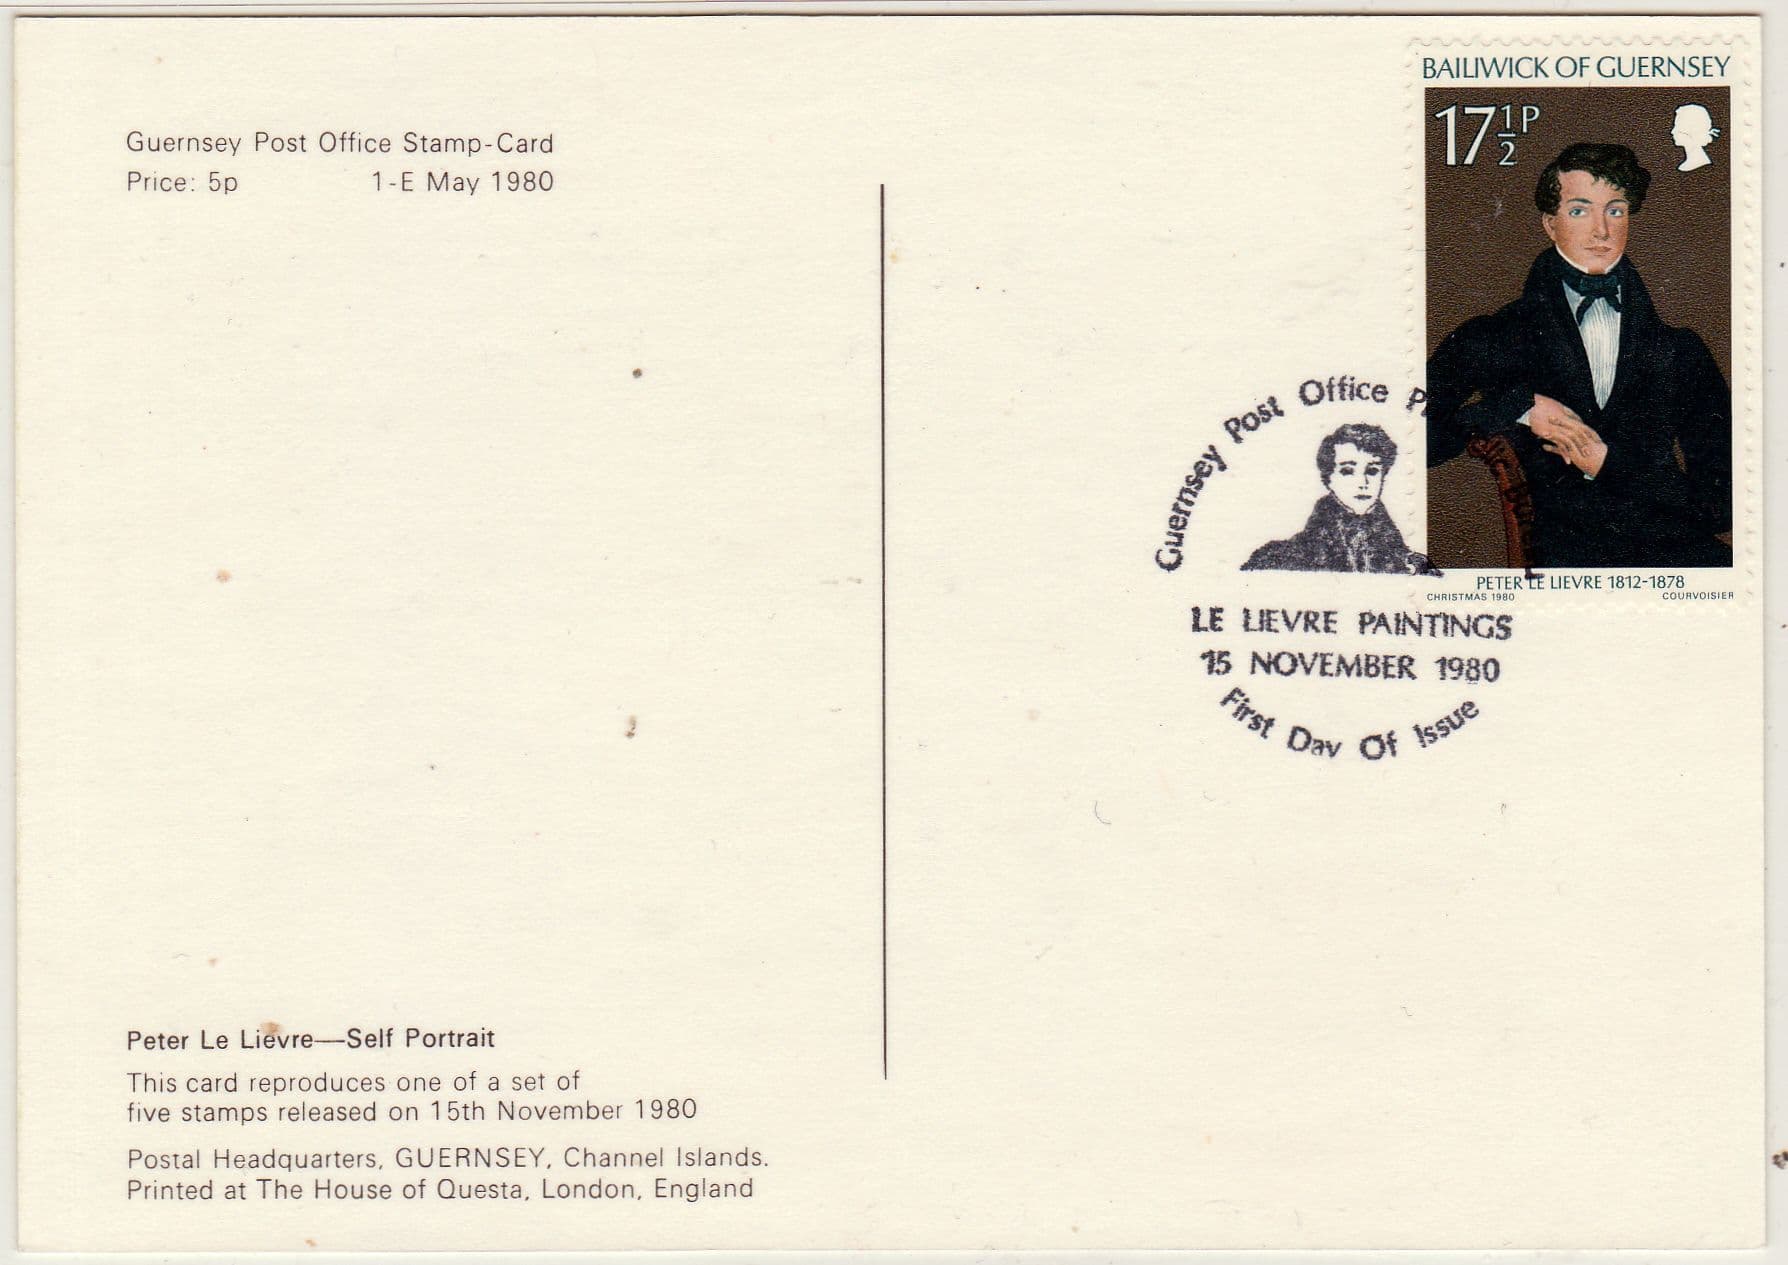 Guernsey Post Office Stamp-Card
Price: 5p 1-E May 1980
BAILIWICK OF GUERNSEY
17½P
PETER LE LIEVRE 1812-1878
CHRISTMAS 1980 COURVOISIER
Guernsey Post Office
LE LIEVRE PAINTINGS
15 NOVEMBER 1980
First Day Of Issue
Peter Le Lievre—Self Portrait
This card reproduces one of a set of
five stamps released on 15th November 1980
Postal Headquarters, GUERNSEY, Channel Islands.
Printed at The House of Questa, London, England